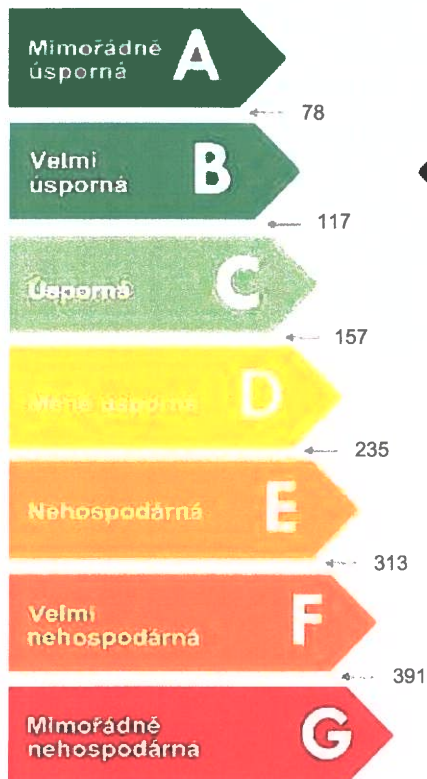 Mimořádně
úsporná
A
78
Velmi
úsporná
B
117
Úsporná
C
157
Méně úsporná
D
235
Nehospodárná
E
313
Velmi
nehospodárná
F
391
Mimořádně
nehospodárná
G